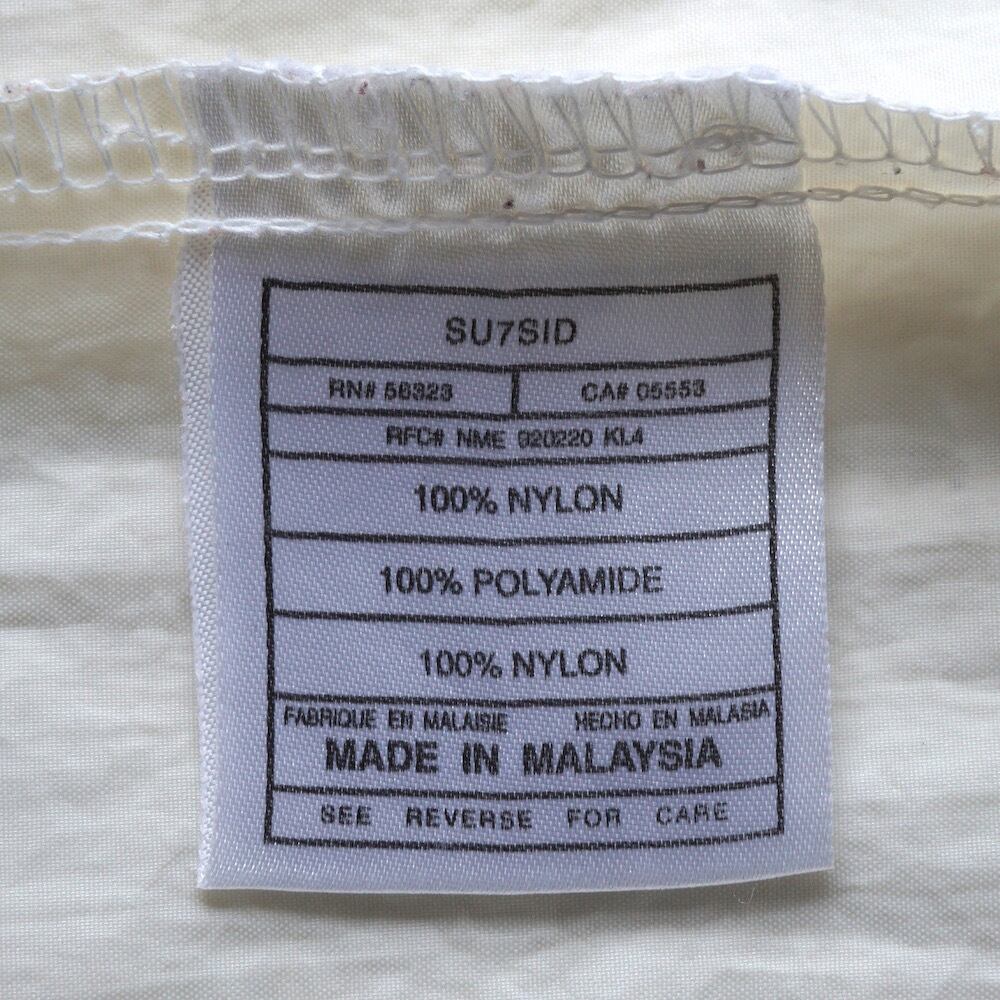 SU7SID
RN# 56323 CA# 05553
RFC# NME 920220 KL4
100% NYLON
100% POLYAMIDE
100% NYLON
FABRIQUE EN MALAISIE HECHO EN MALASIA
MADE IN MALAYSIA
SEE REVERSE FOR CARE